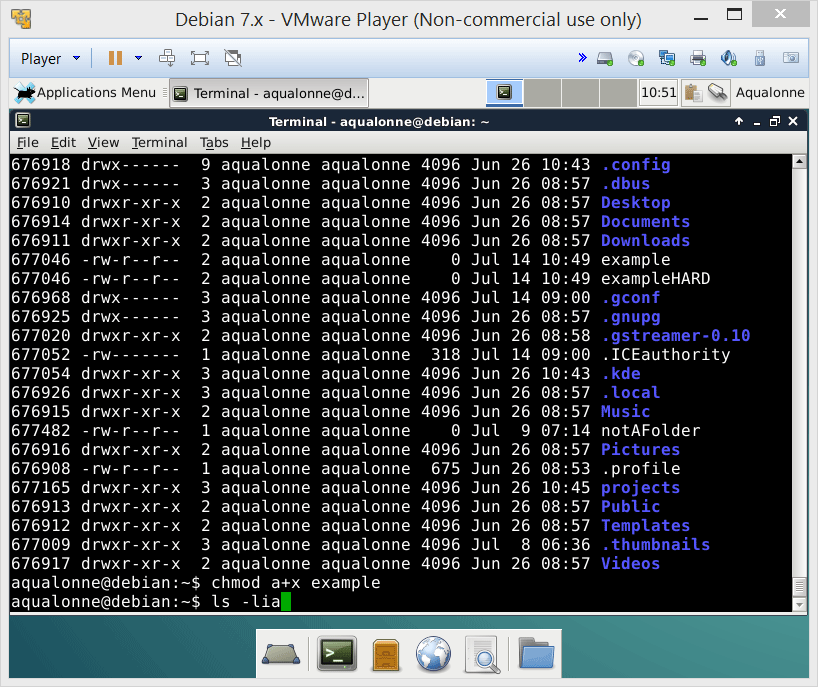 Debian 7.x - VMware Player (Non-commercial use only)
Player
Applications Menu Terminal - aqualonne@d... 10:51 Aqualonne
Terminal - aqualonne@debian: ~
File Edit View Terminal Tabs Help
676918 drwx------ 9 aqualonne aqualonne 4096 Jun 26 10:43 .config
676921 drwx------ 3 aqualonne aqualonne 4096 Jun 26 08:57 .dbus
676910 drwxr-xr-x 2 aqualonne aqualonne 4096 Jun 26 08:57 Desktop
676914 drwxr-xr-x 2 aqualonne aqualonne 4096 Jun 26 08:57 Documents
676911 drwxr-xr-x 2 aqualonne aqualonne 4096 Jun 26 08:57 Downloads
677046 -rw-r--r-- 2 aqualonne aqualonne 0 Jul 14 10:49 example
677046 -rw-r--r-- 2 aqualonne aqualonne 0 Jul 14 10:49 exampleHARD
676968 drwx------ 3 aqualonne aqualonne 4096 Jul 14 09:00 .gconf
676925 drwx------ 3 aqualonne aqualonne 4096 Jun 26 08:57 .gnupg
677020 drwxr-xr-x 2 aqualonne aqualonne 4096 Jun 26 08:58 .gstreamer-0.10
677052 -rw------- 1 aqualonne aqualonne 318 Jul 14 09:00 .ICEauthority
677054 drwxr-xr-x 3 aqualonne aqualonne 4096 Jun 26 10:43 .kde
676926 drwxr-xr-x 3 aqualonne aqualonne 4096 Jun 26 08:57 .local
676915 drwxr-xr-x 2 aqualonne aqualonne 4096 Jun 26 08:57 Music
677482 -rw-r--r-- 1 aqualonne aqualonne 0 Jul 9 07:14 notAFolder
676916 drwxr-xr-x 2 aqualonne aqualonne 4096 Jun 26 08:57 Pictures
676908 -rw-r--r-- 1 aqualonne aqualonne 675 Jun 26 08:53 .profile
677165 drwxr-xr-x 3 aqualonne aqualonne 4096 Jun 26 10:45 projects
676913 drwxr-xr-x 2 aqualonne aqualonne 4096 Jun 26 08:57 Public
676912 drwxr-xr-x 2 aqualonne aqualonne 4096 Jun 26 08:57 Templates
677009 drwxr-xr-x 3 aqualonne aqualonne 4096 Jul 8 06:36 .thumbnails
676917 drwxr-xr-x 2 aqualonne aqualonne 4096 Jun 26 08:57 Videos
aqualonne@debian:~$ chmod a+x example
aqualonne@debian:~$ ls -lia